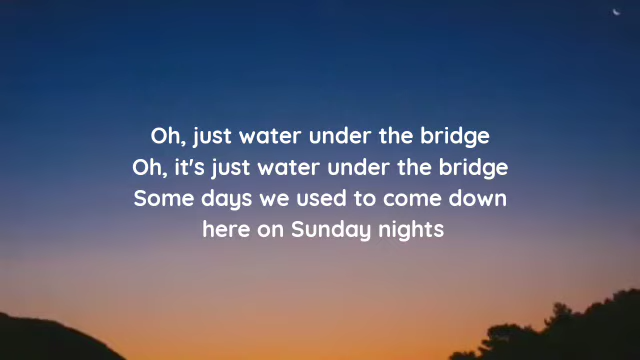 Oh, just water under the bridge
Oh, it's just water under the bridge
Some days we used to come down
here on Sunday nights